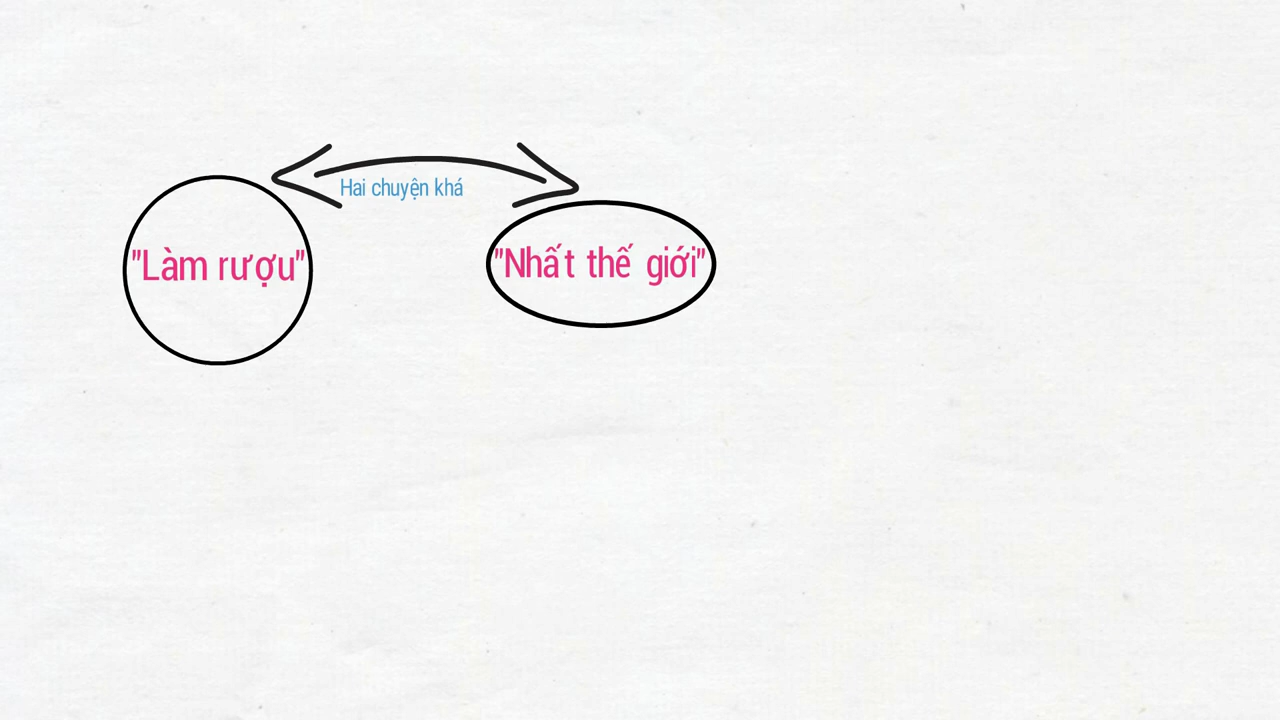 Hai chuyện khá
"Làm rượu"
"Nhất thế giới"